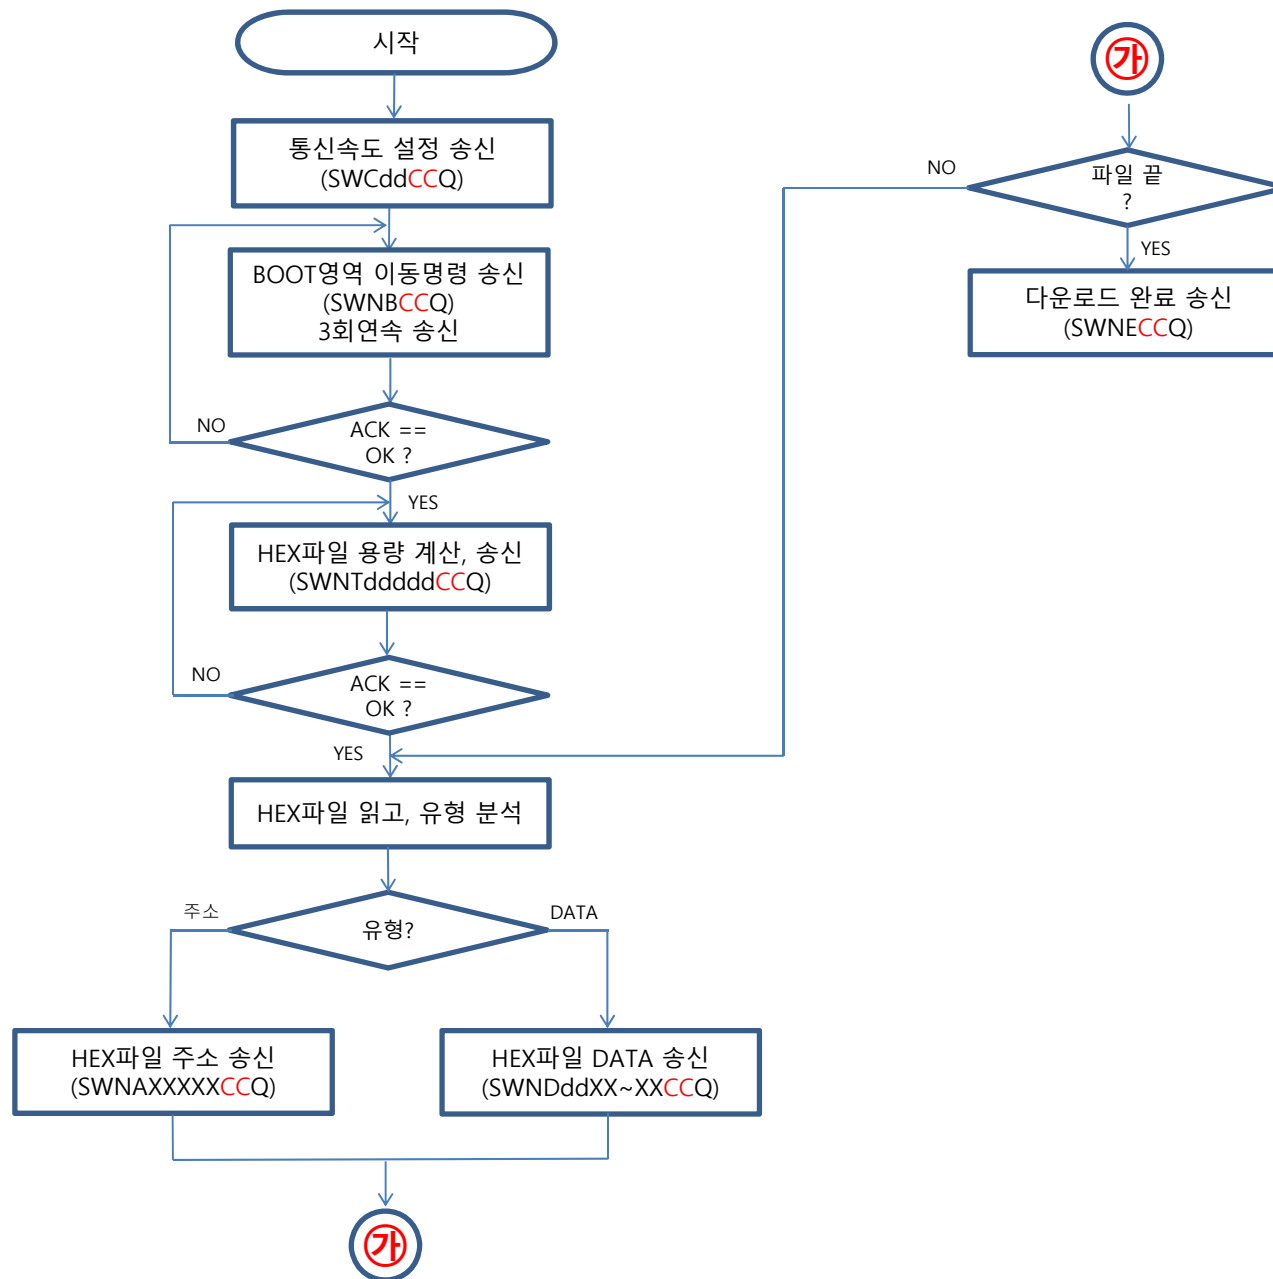 시작
통신속도 설정 송신
(SWCddCCQ)
BOOT영역 이동명령 송신
(SWNBCCQ)
3회연속 송신
NO
ACK ==
OK ?
YES
HEX파일 용량 계산, 송신
(SWNTdddddCCQ)
NO
ACK ==
OK ?
YES
HEX파일 읽고, 유형 분석
주소
유형?
DATA
HEX파일 주소 송신
(SWNAXXXXXCCQ)
HEX파일 DATA 송신
(SWNDddXX~XXCCQ)
㉮
㉮
NO
파일 끝
?
YES
다운로드 완료 송신
(SWNECCQ)